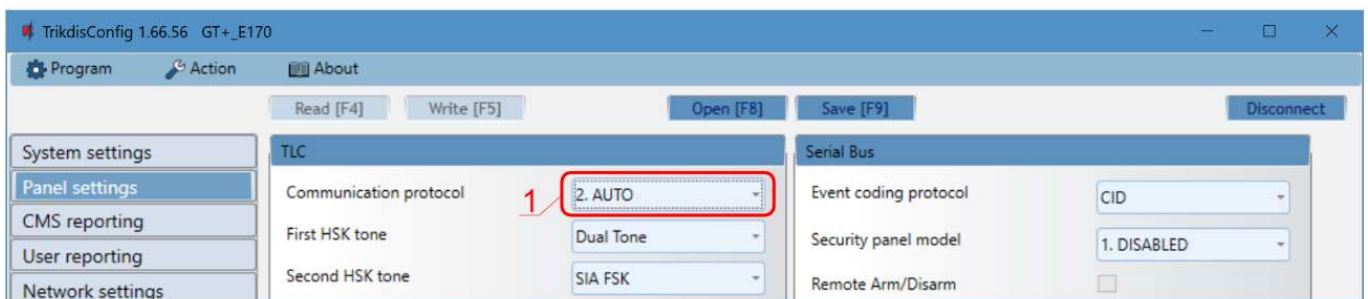 TrikdisConfig 1.66.56 GT+_E170
Program Action About
Read [F4] Write [F5] Open [F8] Save [F9] Disconnect
System settings
Panel settings
CMS reporting
User reporting
Network settings
TLC
Communication protocol 1 2. AUTO
First HSK tone Dual Tone
Second HSK tone SIA FSK
Serial Bus
Event coding protocol CID
Security panel model 1. DISABLED
Remote Arm/Disarm